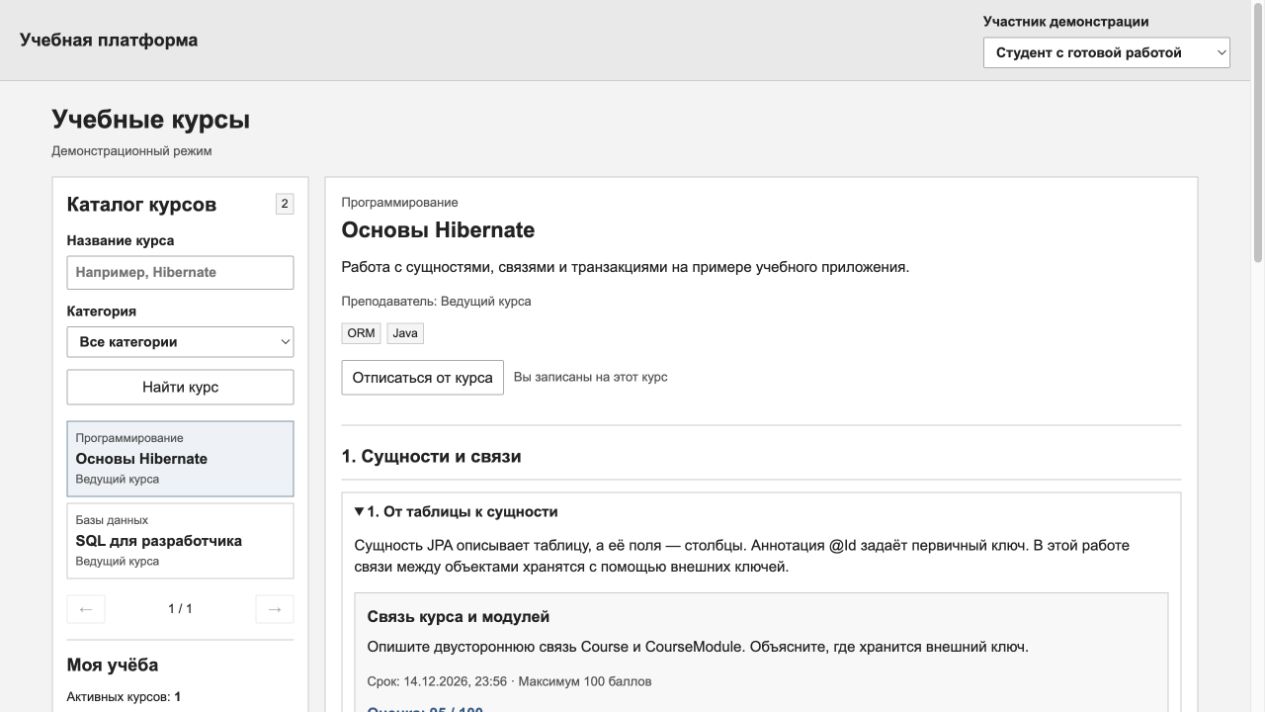 Учебная платформа
Участник демонстрации
Студент с готовой работой
Учебные курсы
Демонстрационный режим
Каталог курсов
2
Название курса
Например, Hibernate
Категория
Все категории
Найти курс
Программирование
Основы Hibernate
Ведущий курса
Базы данных
SQL для разработчика
Ведущий курса
← 1 / 1 →
Моя учёба
Активных курсов: 1
Программирование
Основы Hibernate
Работа с сущностями, связями и транзакциями на примере учебного приложения.
Преподаватель: Ведущий курса
ORM Java
Отписаться от курса Вы записаны на этот курс
1. Сущности и связи
▼ 1. От таблицы к сущности
Сущность JPA описывает таблицу, а её поля — столбцы. Аннотация @Id задаёт первичный ключ. В этой работе
связи между объектами хранятся с помощью внешних ключей.
Связь курса и модулей
Опишите двустороннюю связь Course и CourseModule. Объясните, где хранится внешний ключ.
Срок: 14.12.2026, 23:56 · Максимум 100 баллов
Оценка: 95 / 100